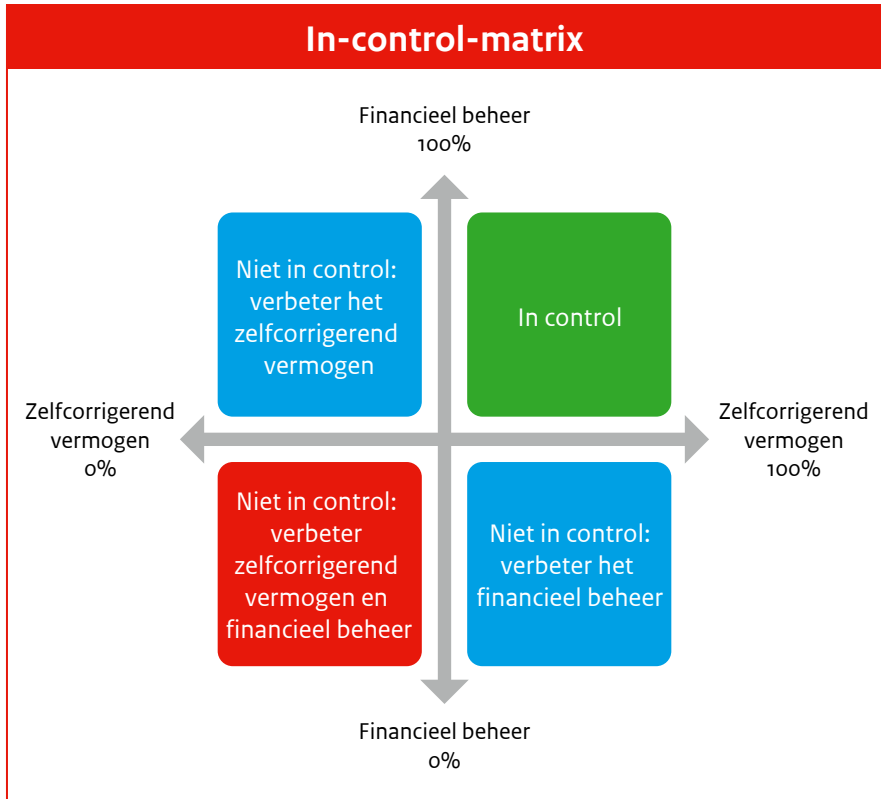 In-control-matrix
Financieel beheer
100%
Niet in control:
verbeter het
zelfcorrigerend
vermogen
In control
Zelfcorrigerend
vermogen
0%
Zelfcorrigerend
vermogen
100%
Niet in control:
verbeter
zelfcorrigerend
vermogen en
financieel beheer
Niet in control:
verbeter het
financieel beheer
Financieel beheer
0%